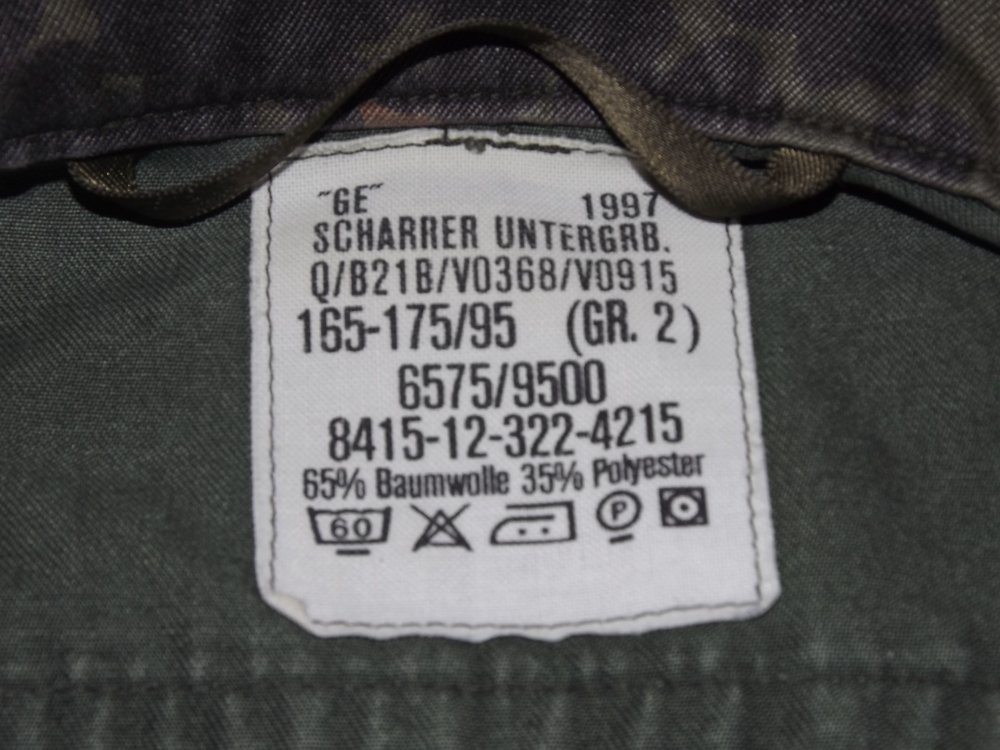 "GE" 1997
SCHARRER UNTERGRB.
Q/B21B/V0368/V0915
165-175/95 (GR. 2)
6575/9500
8415-12-322-4215
65% Baumwolle 35% Polyester
60 P